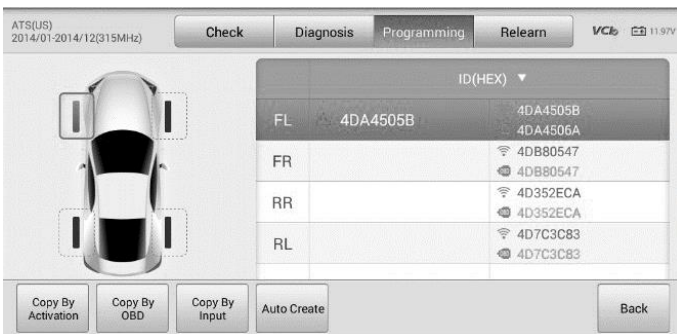 ATS(US)
2014/01-2014/12(315MHz)
Check
Diagnosis
Programming
Relearn
VCI
11.97V
ID(HEX) ▼
FL 4DA4505B 4DA4505B
4DA4506A
FR 4DB80547
4DB80547
RR 4D352ECA
4D352ECA
RL 4D7C3C83
4D7C3C83
Copy By
Activation
Copy By
OBD
Copy By
Input
Auto Create
Back